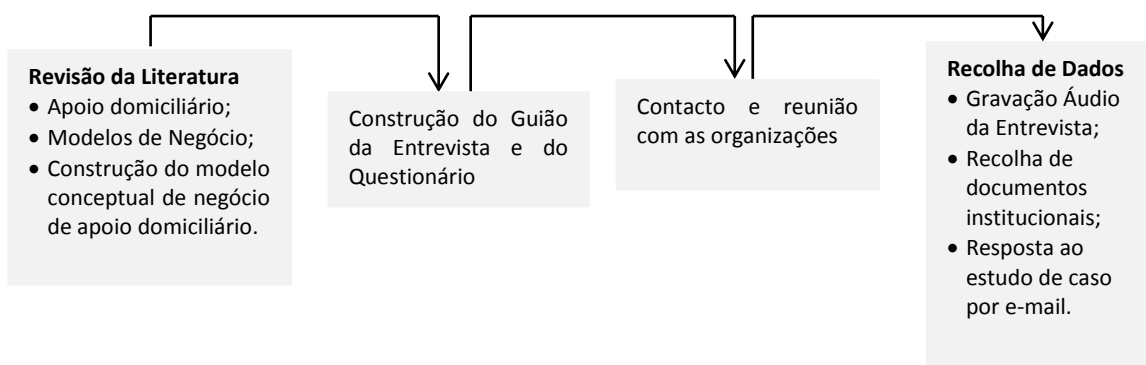 Revisão da Literatura
• Apoio domiciliário;
• Modelos de Negócio;
• Construção do modelo
conceptual de negócio
de apoio domiciliário.
Construção do Guião
da Entrevista e do
Questionário
Contacto e reunião
com as organizações
Recolha de Dados
• Gravação Áudio
da Entrevista;
• Recolha de
documentos
institucionais;
• Resposta ao
estudo de caso
por e-mail.